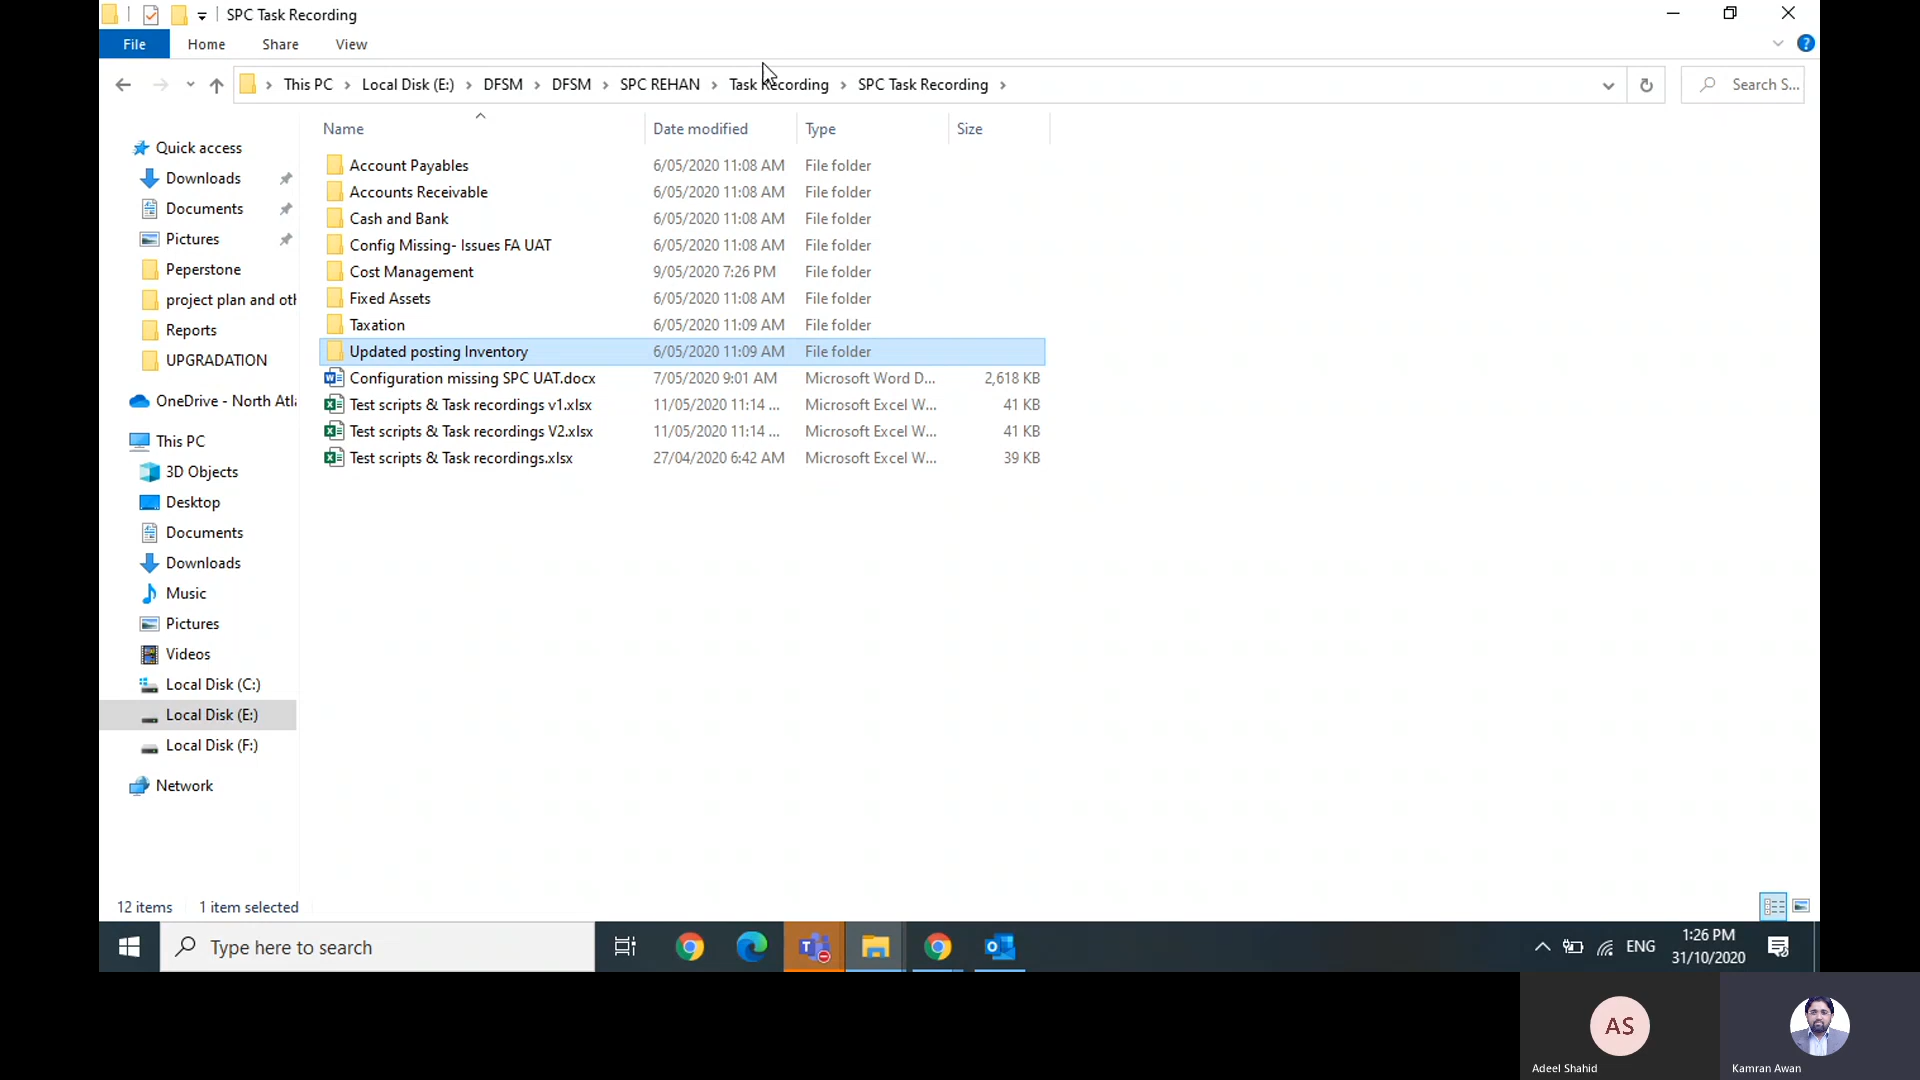 SPC Task Recording
File Home Share View
This PC Local Disk (E:) DFSM DFSM SPC REHAN Task Recording SPC Task Recording Search S...
Name Date modified Type Size
Quick access
Downloads
Documents
Pictures
Peperstone
project plan and oth
Reports
UPGRADATION
OneDrive - North Atla
This PC
3D Objects
Desktop
Documents
Downloads
Music
Pictures
Videos
Local Disk (C:)
Local Disk (E:)
Local Disk (F:)
Network
Account Payables 6/05/2020 11:08 AM File folder
Accounts Receivable 6/05/2020 11:08 AM File folder
Cash and Bank 6/05/2020 11:08 AM File folder
Config Missing- Issues FA UAT 6/05/2020 11:08 AM File folder
Cost Management 9/05/2020 7:26 PM File folder
Fixed Assets 6/05/2020 11:08 AM File folder
Taxation 6/05/2020 11:09 AM File folder
Updated posting Inventory 6/05/2020 11:09 AM File folder
Configuration missing SPC UAT.docx 7/05/2020 9:01 AM Microsoft Word D... 2,618 KB
Test scripts & Task recordings v1.xlsx 11/05/2020 11:14 ... Microsoft Excel W... 41 KB
Test scripts & Task recordings V2.xlsx 11/05/2020 11:14 ... Microsoft Excel W... 41 KB
Test scripts & Task recordings.xlsx 27/04/2020 6:42 AM Microsoft Excel W... 39 KB
12 items 1 item selected
Type here to search
ENG
1:26 PM
31/10/2020
AS
Adeel Shahid
Kamran Awan